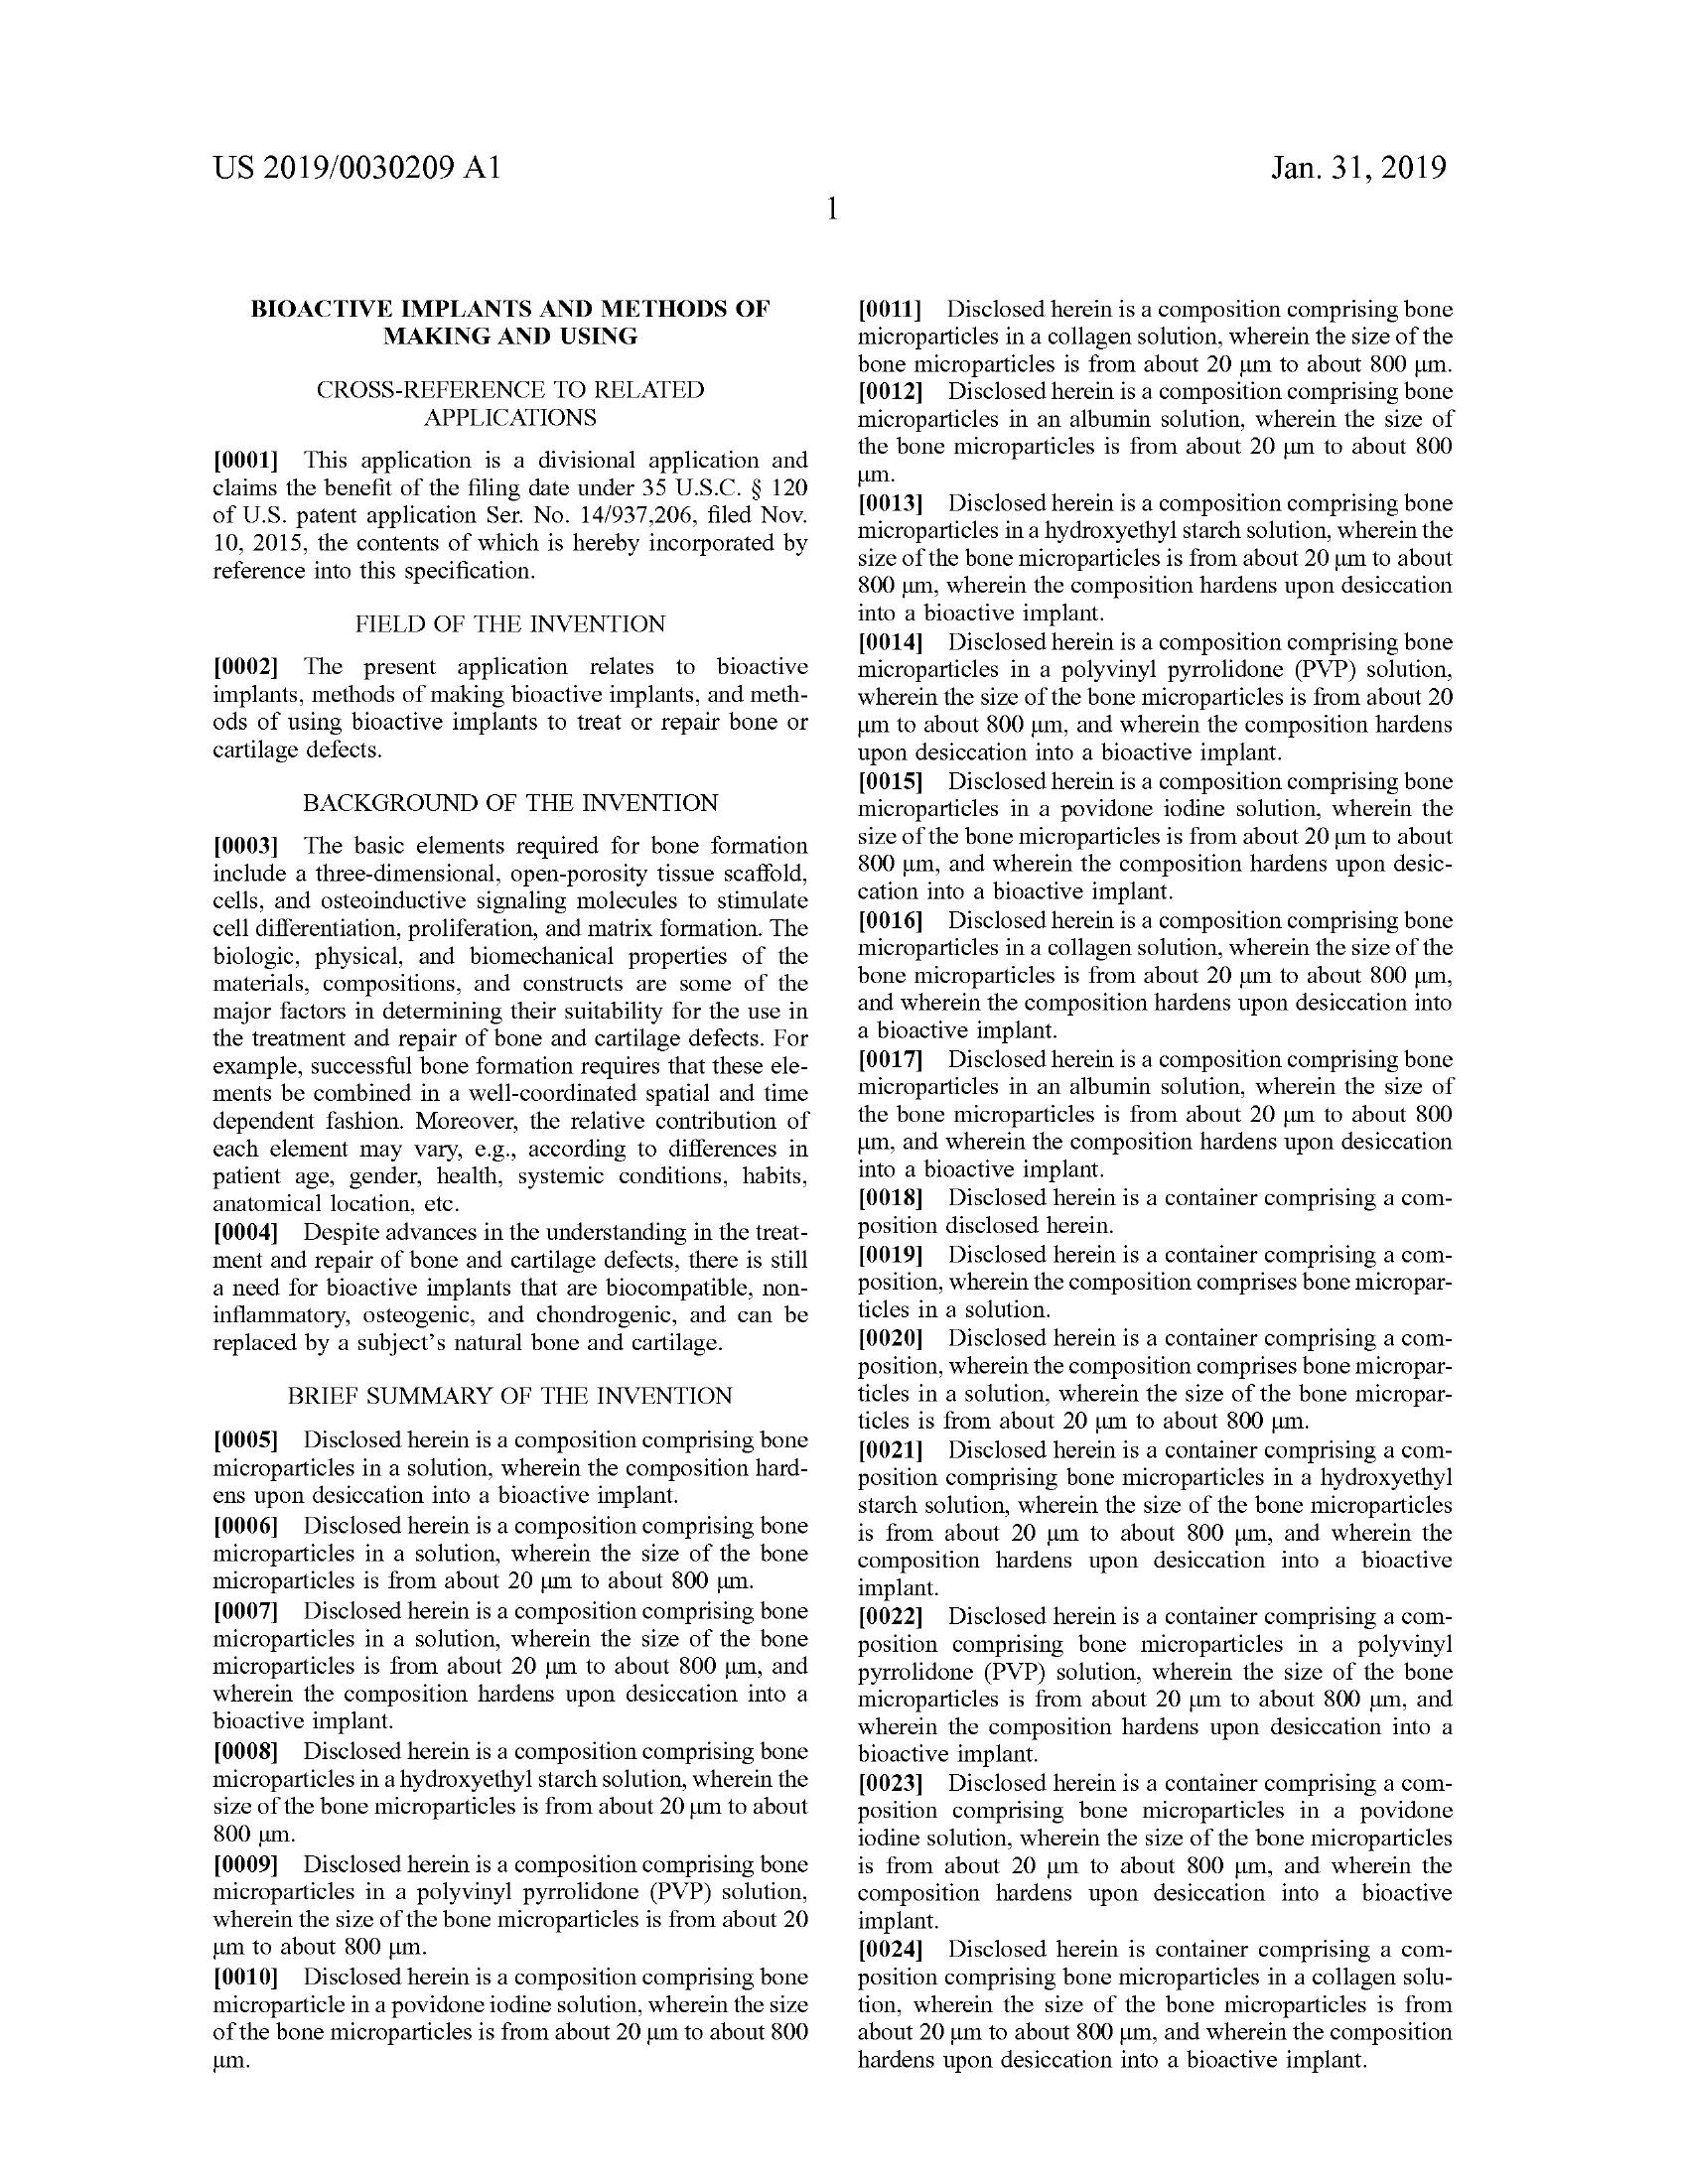 US 2019/0030209 A1
Jan. 31, 2019
1
BIOACTIVE IMPLANTS AND METHODS OF
MAKING AND USING
CROSS-REFERENCE TO RELATED
APPLICATIONS
[0001] This application is a divisional application and
claims the benefit of the filing date under 35 U.S.C. § 120
of U.S. patent application Ser. No. 14/937,206, filed Nov.
10, 2015, the contents of which is hereby incorporated by
reference into this specification.
FIELD OF THE INVENTION
[0002] The present application relates to bioactive
implants, methods of making bioactive implants, and meth-
ods of using bioactive implants to treat or repair bone or
cartilage defects.
BACKGROUND OF THE INVENTION
[0003] The basic elements required for bone formation
include a three-dimensional, open-porosity tissue scaffold,
cells, and osteoinductive signaling molecules to stimulate
cell differentiation, proliferation, and matrix formation. The
biologic, physical, and biomechanical properties of the
materials, compositions, and constructs are some of the
major factors in determining their suitability for the use in
the treatment and repair of bone and cartilage defects. For
example, successful bone formation requires that these ele-
ments be combined in a well-coordinated spatial and time
dependent fashion. Moreover, the relative contribution of
each element may vary, e.g., according to differences in
patient age, gender, health, systemic conditions, habits,
anatomical location, etc.
[0004] Despite advances in the understanding in the treat-
ment and repair of bone and cartilage defects, there is still
a need for bioactive implants that are biocompatible, non-
inflammatory, osteogenic, and chondrogenic, and can be
replaced by a subject's natural bone and cartilage.
BRIEF SUMMARY OF THE INVENTION
[0005] Disclosed herein is a composition comprising bone
microparticles in a solution, wherein the composition hard-
ens upon desiccation into a bioactive implant.
[0006] Disclosed herein is a composition comprising bone
microparticles in a solution, wherein the size of the bone
microparticles is from about 20 μm to about 800 μm.
[0007] Disclosed herein is a composition comprising bone
microparticles in a solution, wherein the size of the bone
microparticles is from about 20 μm to about 800 μm, and
wherein the composition hardens upon desiccation into a
bioactive implant.
[0008] Disclosed herein is a composition comprising bone
microparticles in a hydroxyethyl starch solution, wherein the
size of the bone microparticles is from about 20 μm to about
800 μm.
[0009] Disclosed herein is a composition comprising bone
microparticles in a polyvinyl pyrrolidone (PVP) solution,
wherein the size of the bone microparticles is from about 20
μm to about 800 μm.
[0010] Disclosed herein is a composition comprising bone
microparticle in a povidone iodine solution, wherein the size
of the bone microparticles is from about 20 μm to about 800
μm.
[0011] Disclosed herein is a composition comprising bone
microparticles in a collagen solution, wherein the size of the
bone microparticles is from about 20 μm to about 800 μm.
[0012] Disclosed herein is a composition comprising bone
microparticles in an albumin solution, wherein the size of
the bone microparticles is from about 20 μm to about 800
μm.
[0013] Disclosed herein is a composition comprising bone
microparticles in a hydroxyethyl starch solution, wherein the
size of the bone microparticles is from about 20 μm to about
800 μm, wherein the composition hardens upon desiccation
into a bioactive implant.
[0014] Disclosed herein is a composition comprising bone
microparticles in a polyvinyl pyrrolidone (PVP) solution,
wherein the size of the bone microparticles is from about 20
μm to about 800 μm, and wherein the composition hardens
upon desiccation into a bioactive implant.
[0015] Disclosed herein is a composition comprising bone
microparticles in a povidone iodine solution, wherein the
size of the bone microparticles is from about 20 μm to about
800 μm, and wherein the composition hardens upon desic-
cation into a bioactive implant.
[0016] Disclosed herein is a composition comprising bone
microparticles in a collagen solution, wherein the size of the
bone microparticles is from about 20 μm to about 800 μm,
and wherein the composition hardens upon desiccation into
a bioactive implant.
[0017] Disclosed herein is a composition comprising bone
microparticles in an albumin solution, wherein the size of
the bone microparticles is from about 20 μm to about 800
μm, and wherein the composition hardens upon desiccation
into a bioactive implant.
[0018] Disclosed herein is a container comprising a com-
position disclosed herein.
[0019] Disclosed herein is a container comprising a com-
position, wherein the composition comprises bone micropar-
ticles in a solution.
[0020] Disclosed herein is a container comprising a com-
position, wherein the composition comprises bone micropar-
ticles in a solution, wherein the size of the bone micropar-
ticles is from about 20 μm to about 800 μm.
[0021] Disclosed herein is a container comprising a com-
position comprising bone microparticles in a hydroxyethyl
starch solution, wherein the size of the bone microparticles
is from about 20 μm to about 800 μm, and wherein the
composition hardens upon desiccation into a bioactive
implant.
[0022] Disclosed herein is a container comprising a com-
position comprising bone microparticles in a polyvinyl
pyrrolidone (PVP) solution, wherein the size of the bone
microparticles is from about 20 μm to about 800 μm, and
wherein the composition hardens upon desiccation into a
bioactive implant.
[0023] Disclosed herein is a container comprising a com-
position comprising bone microparticles in a povidone
iodine solution, wherein the size of the bone microparticles
is from about 20 μm to about 800 μm, and wherein the
composition hardens upon desiccation into a bioactive
implant.
[0024] Disclosed herein is container comprising a com-
position comprising bone microparticles in a collagen solu-
tion, wherein the size of the bone microparticles is from
about 20 μm to about 800 μm, and wherein the composition
hardens upon desiccation into a bioactive implant.